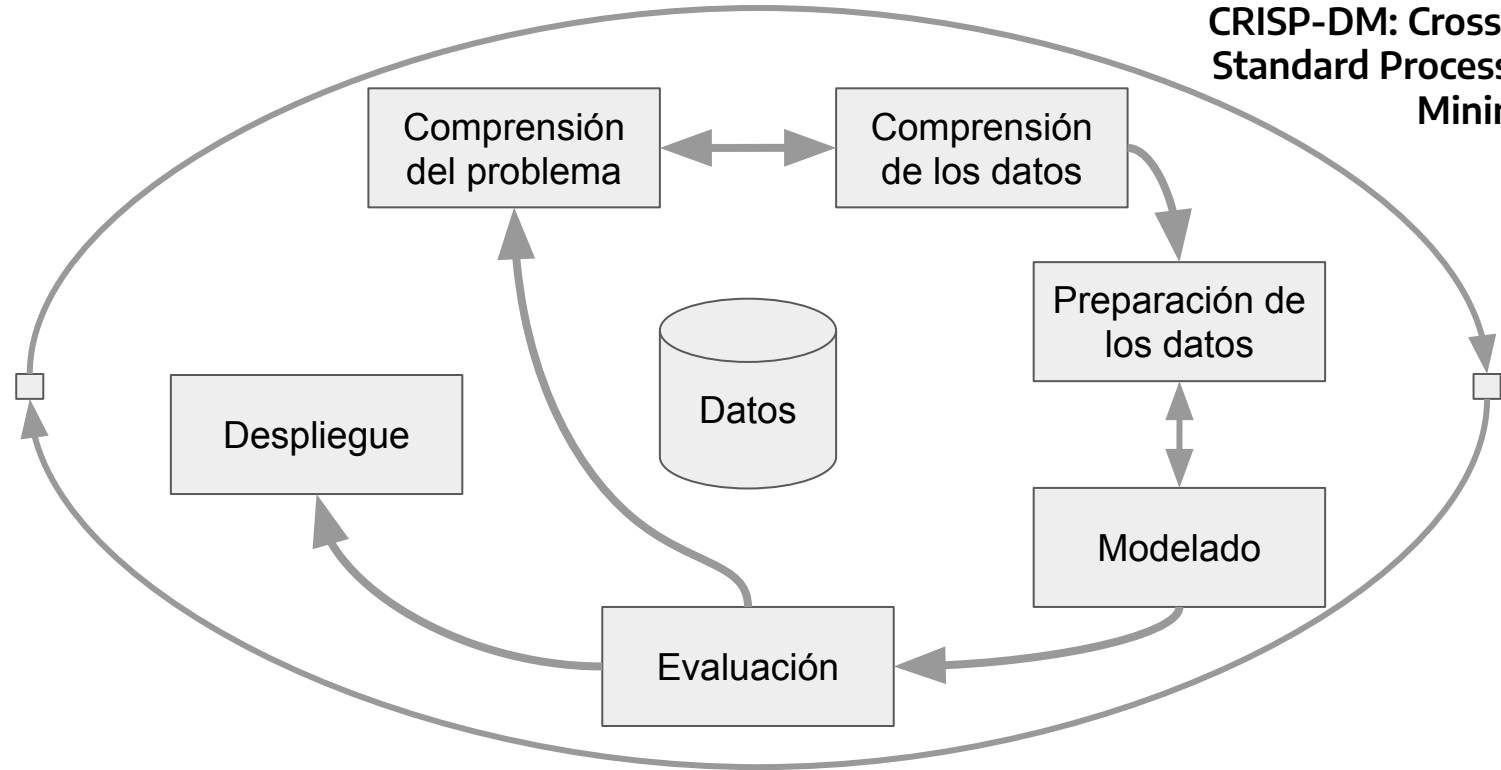 CRISP-DM: Cross
Standard Process
Minin
Comprensión
del problema
Comprensión
de los datos
Preparación de
los datos
Datos
Despliegue
Modelado
Evaluación